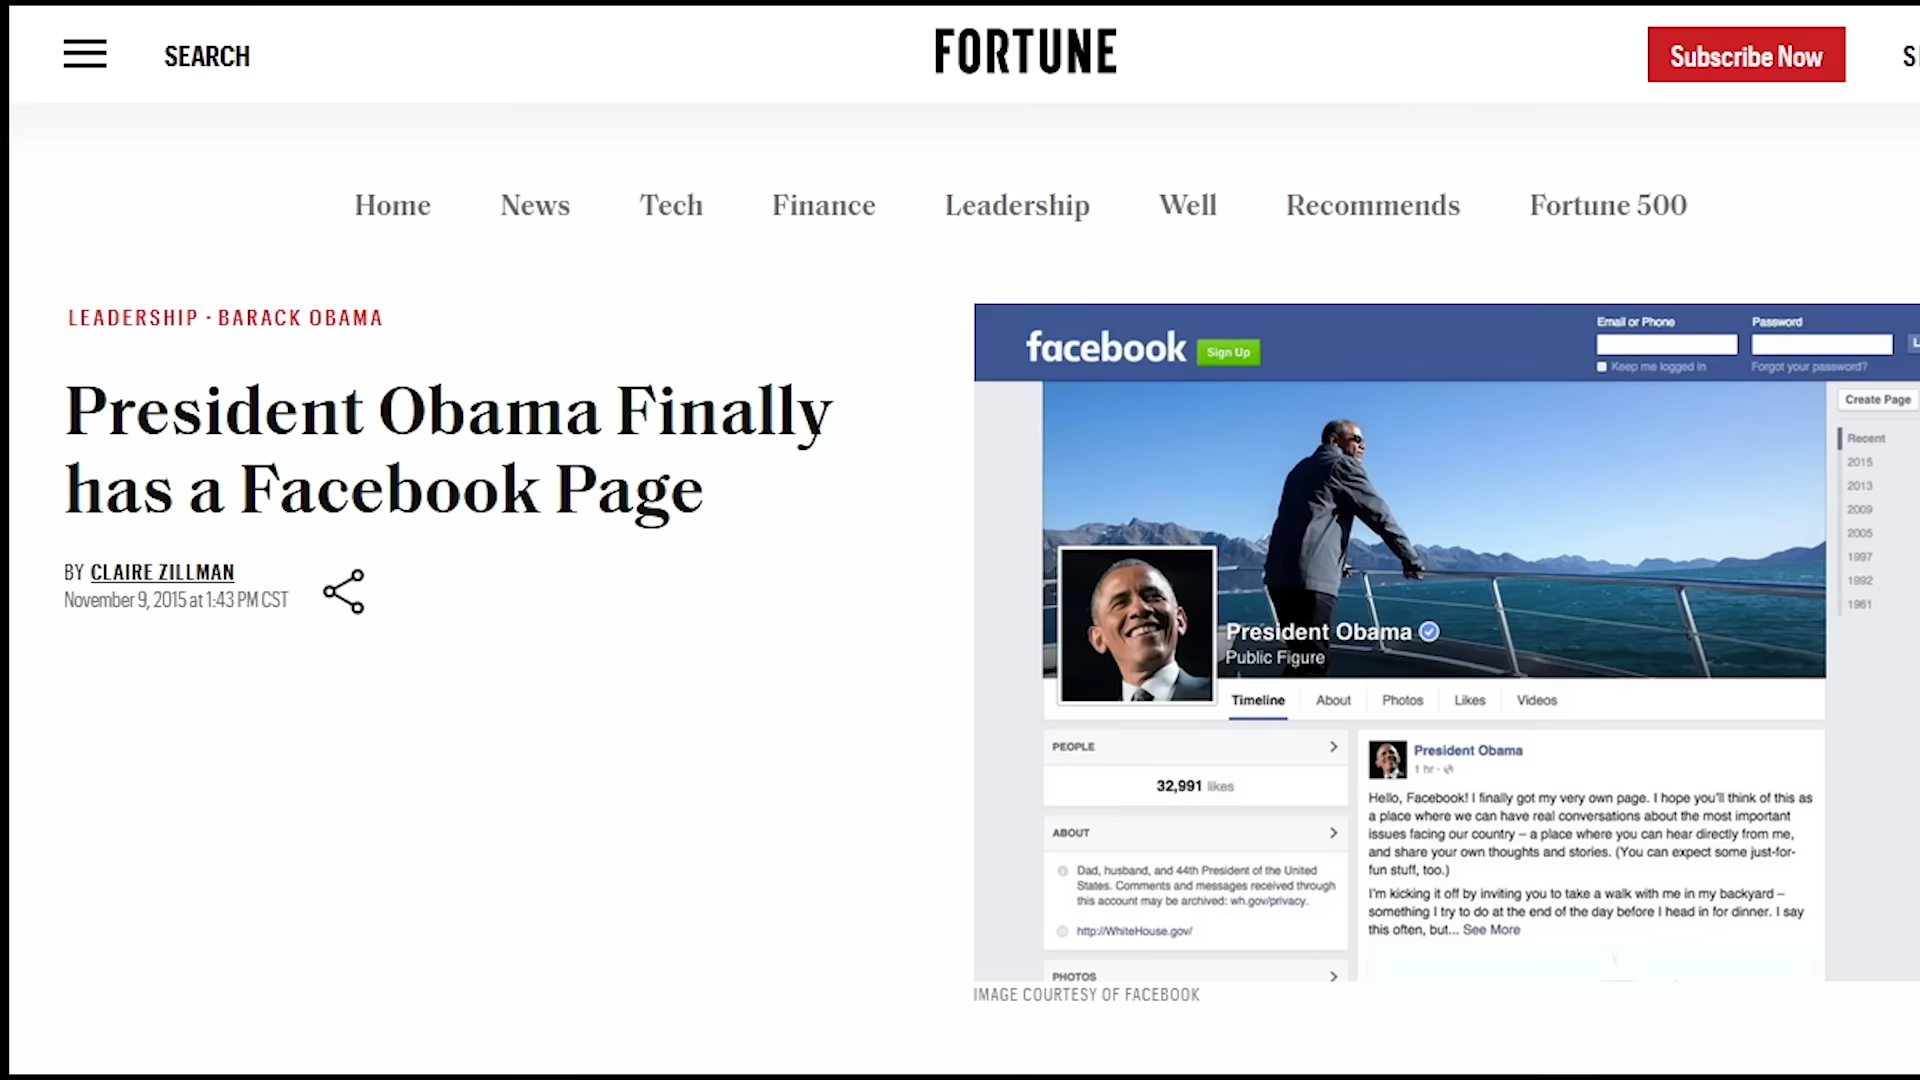 SEARCH
FORTUNE
Subscribe Now
Home News Tech Finance Leadership Well Recommends Fortune 500
LEADERSHIP · BARACK OBAMA
President Obama Finally
has a Facebook Page
BY CLAIRE ZILLMAN
November 9, 2015 at 1:43 PM CST
facebook
Sign Up
Email or Phone
Password
Keep me logged in
Forgot your password?
Create Page
Recent
2015
2013
2009
2005
1997
1992
1961
President Obama
Public Figure
Timeline About Photos Likes Videos
PEOPLE
32,991 likes
ABOUT
Dad, husband, and 44th President of the United
States. Comments and messages received through
this account may be archived: wh.gov/privacy.
http://WhiteHouse.gov/
PHOTOS
President Obama
1 hr ·
Hello, Facebook! I finally got my very own page. I hope you'll think of this as
a place where we can have real conversations about the most important
issues facing our country – a place where you can hear directly from me,
and share your own thoughts and stories. (You can expect some just-for-
fun stuff, too.)
I'm kicking it off by inviting you to take a walk with me in my backyard –
something I try to do at the end of the day before I head in for dinner. I say
this often, but... See More
IMAGE COURTESY OF FACEBOOK